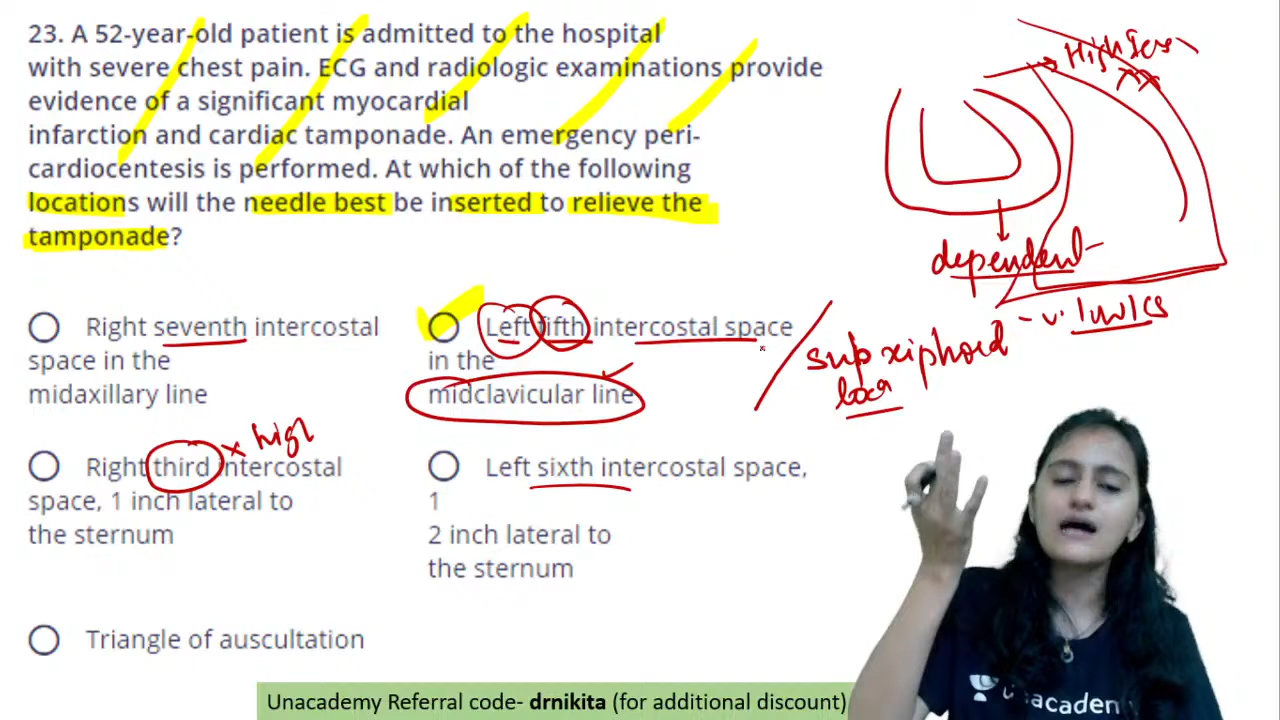 23. A 52-year-old patient is admitted to the hospital
with severe chest pain. ECG and radiologic examinations provide
evidence of a significant myocardial
infarction and cardiac tamponade. An emergency peri-
cardiocentesis is performed. At which of the following
locations will the needle best be inserted to relieve the
tamponade?
Right seventh intercostal
space in the
midaxillary line
Left fifth intercostal space
in the
midclavicular line
Right third intercostal
space, 1 inch lateral to
the sternum
Left sixth intercostal space,
1
2 inch lateral to
the sternum
Triangle of auscultation
x high
High
dependent
subxiphoid
Unacademy Referral code- drnikita (for additional discount)
unacadem